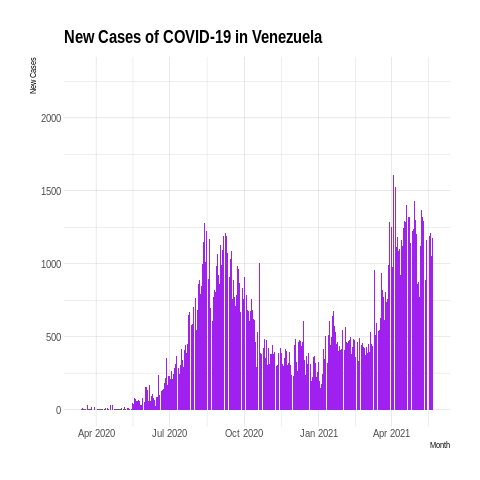 New Cases of COVID-19 in Venezuela
New Cases
2000
1500
1000
500
0
Apr 2020 Jul 2020 Oct 2020 Jan 2021 Apr 2021
Month